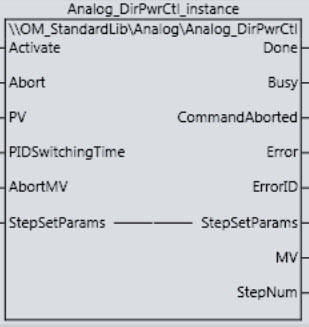 Analog_DirPwrCtl_instance
\\OM_StandardLib\Analog\Analog_DirPwrCtl
Activate Done
Abort Busy
PV CommandAborted
PIDSwitchingTime Error
AbortMV ErrorID
StepSetParams StepSetParams
MV
StepNum